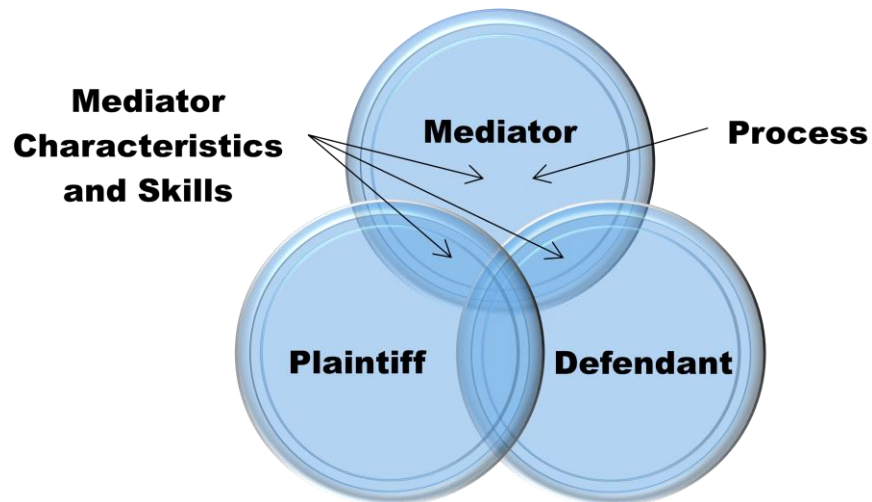 Mediator
Characteristics
and Skills
Mediator
Process
Plaintiff
Defendant